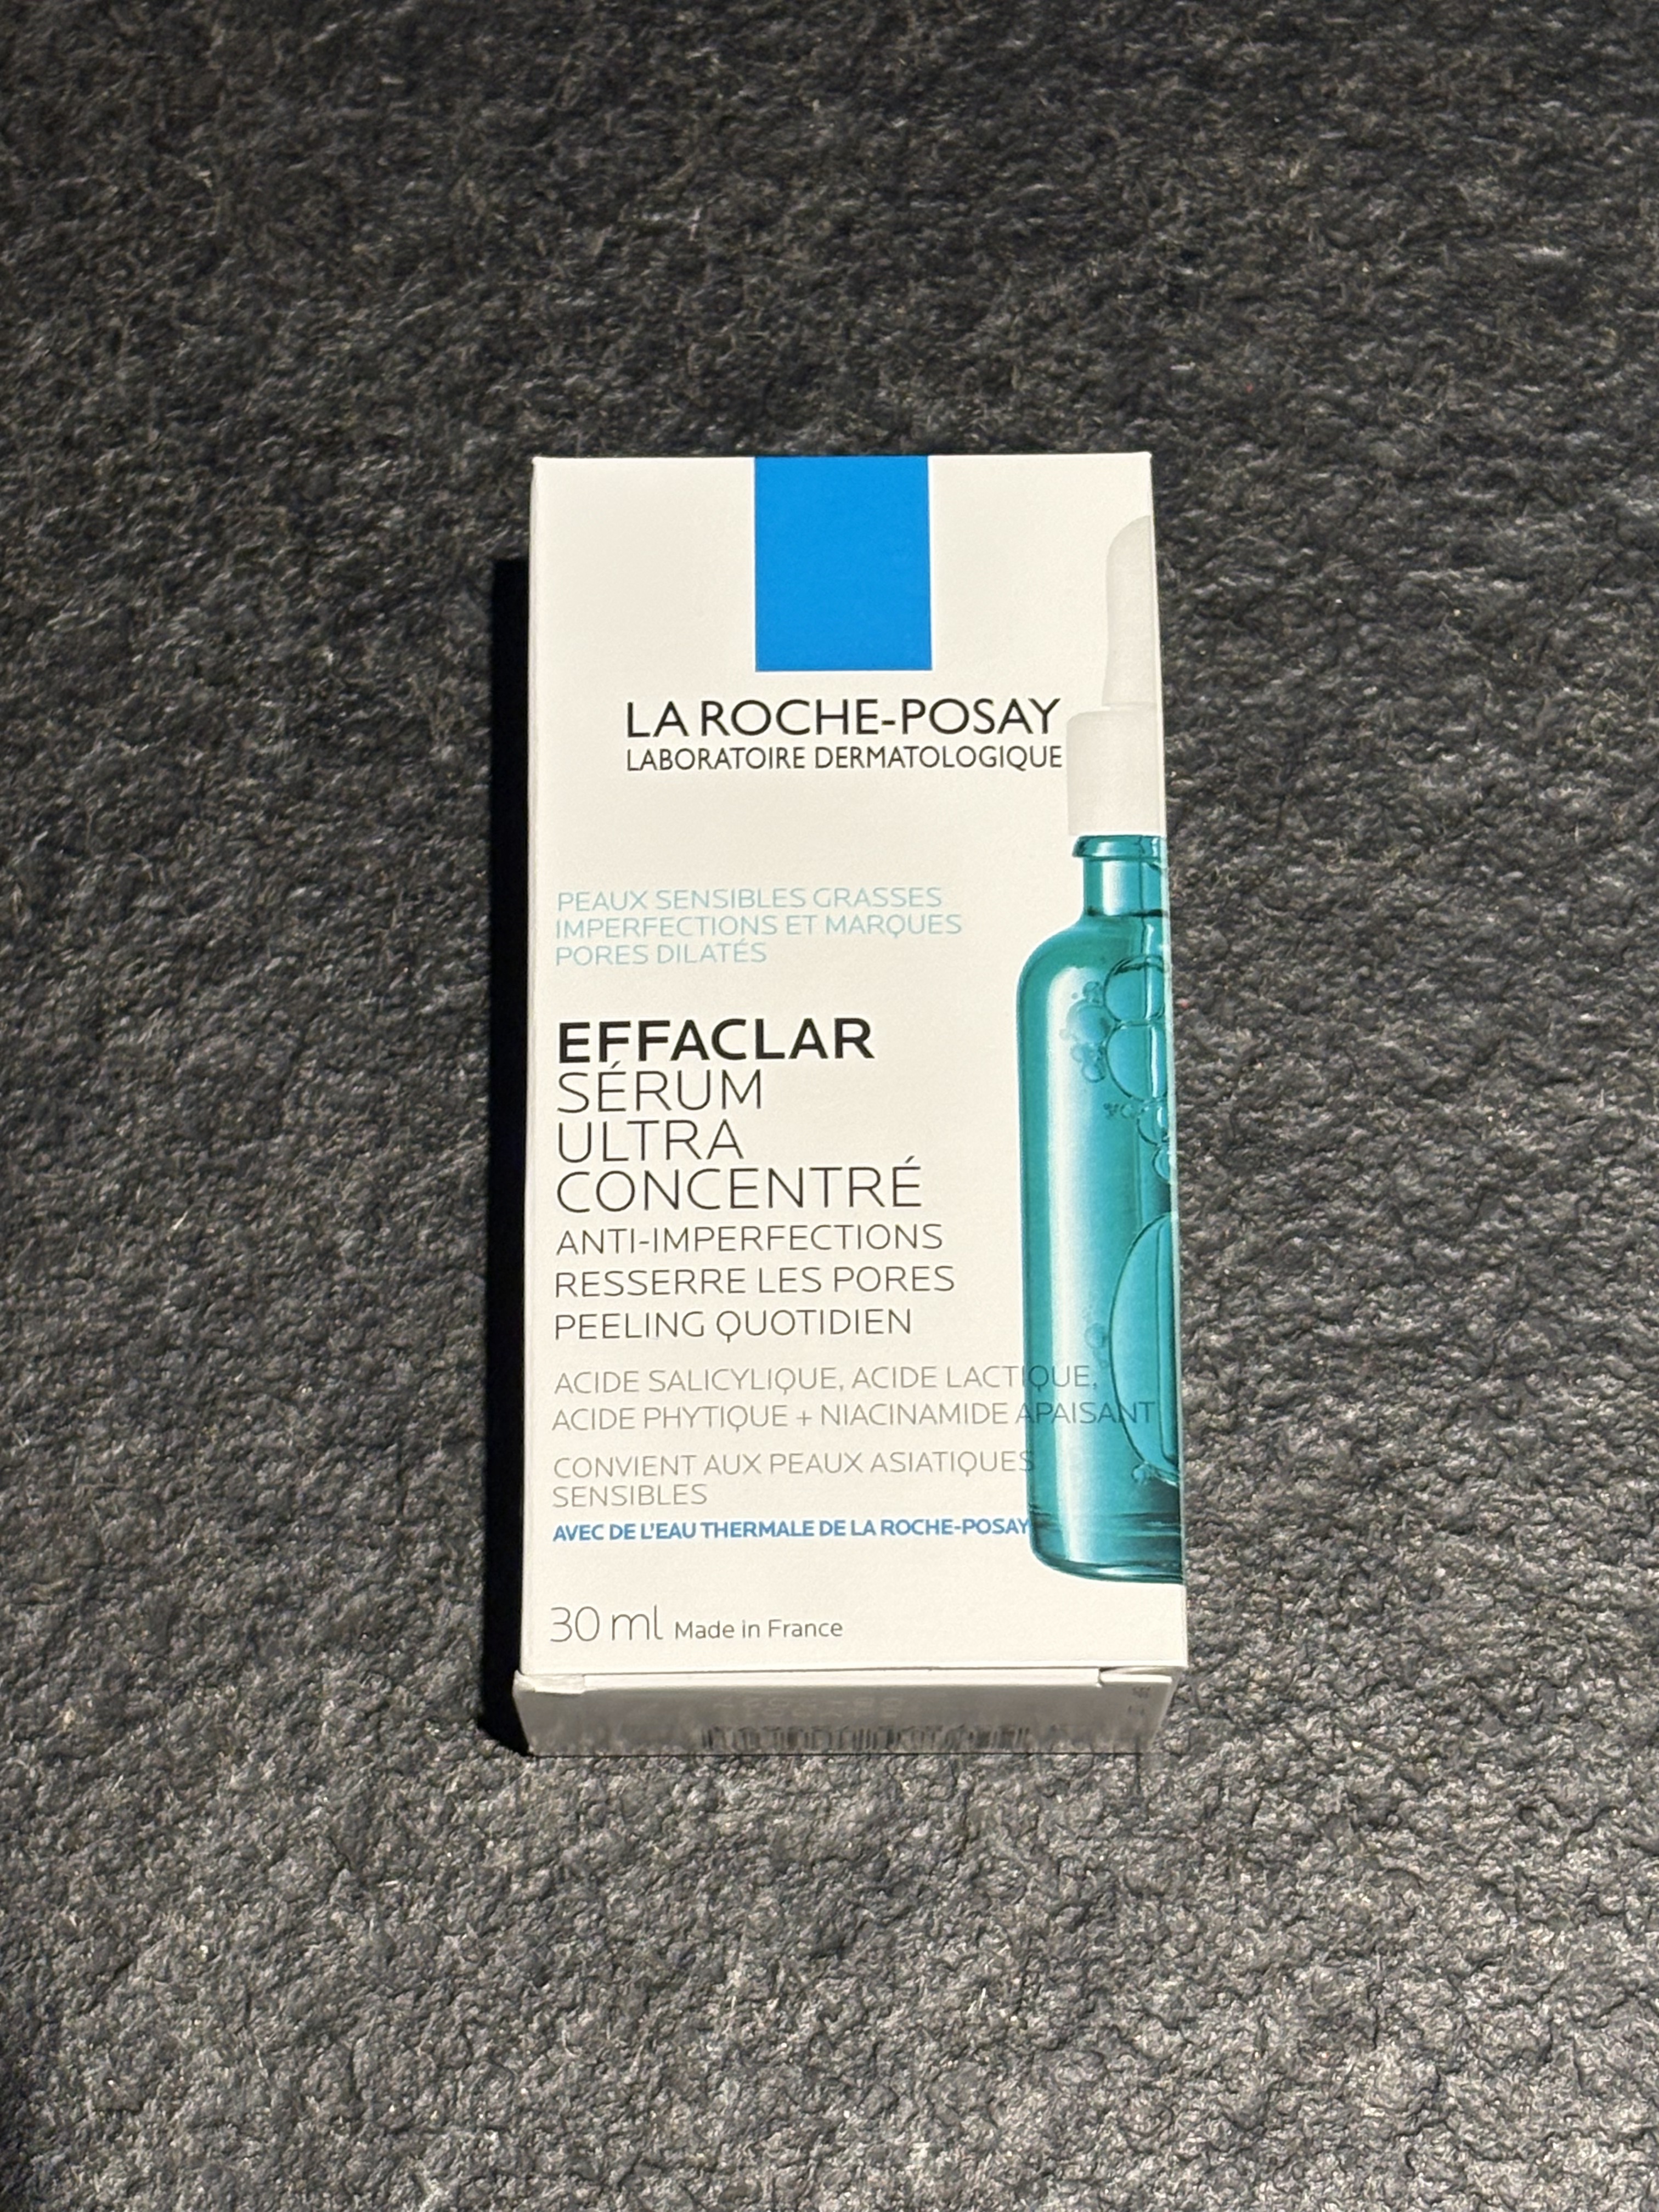 LA ROCHE-POSAY
LABORATOIRE DERMATOLOGIQUE
PEAUX SENSIBLES GRASSES
IMPERFECTIONS ET MARQUES
PORES DILATÉS
EFFACLAR
SÉRUM
ULTRA
CONCENTRÉ
ANTI-IMPERFECTIONS
RESSERRE LES PORES
PEELING QUOTIDIEN
ACIDE SALICYLIQUE, ACIDE LACTIQUE,
ACIDE PHYTIQUE + NIACINAMIDE APAISANT
CONVIENT AUX PEAUX ASIATIQUES
SENSIBLES
AVEC DE L'EAU THERMALE DE LA ROCHE-POSAY
30 ml Made in France